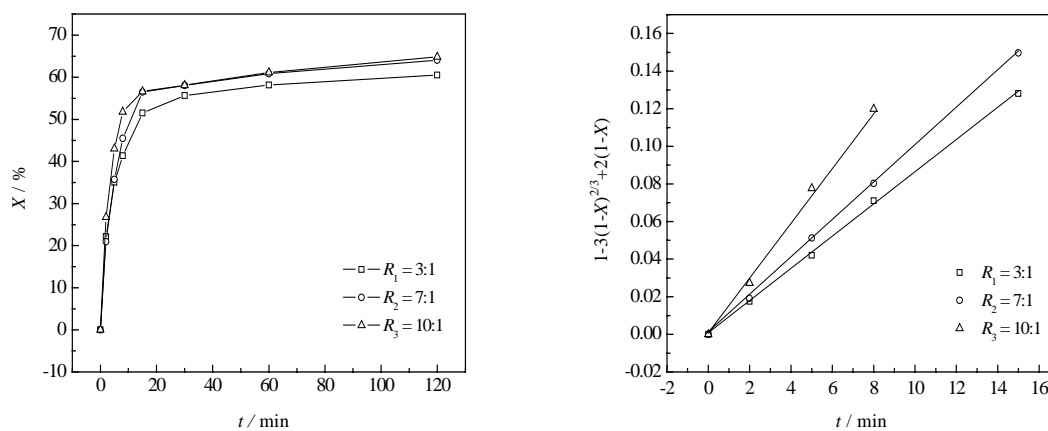 70
60
50
40
30
20
10
0
-10
X / %
0 20 40 60 80 100 120
t / min
R₁ = 3:1
R₂ = 7:1
R₃ = 10:1
0.16
0.14
0.12
0.10
0.08
0.06
0.04
0.02
0.00
-0.02
1-3(1-X)^2/3+2(1-X)
-2 0 2 4 6 8 10 12 14 16
t / min
R₁ = 3:1
R₂ = 7:1
R₃ = 10:1